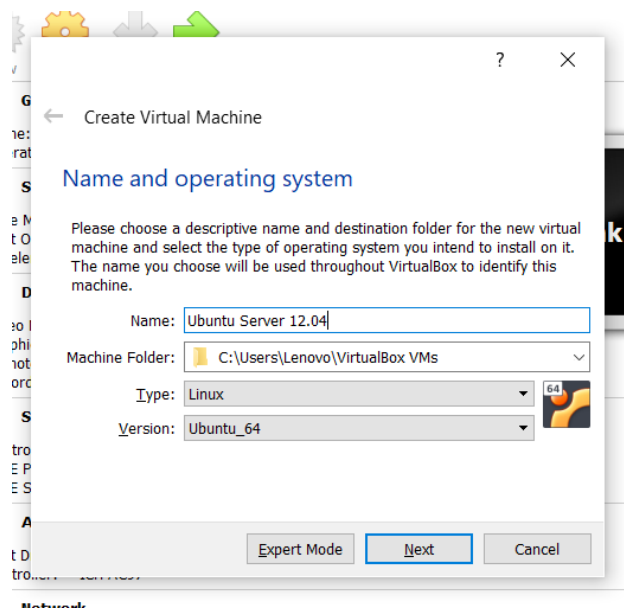 ?
Create Virtual Machine
G
Name and operating system
S
Please choose a descriptive name and destination folder for the new virtual
machine and select the type of operating system you intend to install on it.
The name you choose will be used throughout VirtualBox to identify this
machine.
D
Name: Ubuntu Server 12.04
Machine Folder: C:\Users\Lenovo\VirtualBox VMs
Type: Linux
64
Version: Ubuntu_64
S
A
Expert Mode Next Cancel
Network